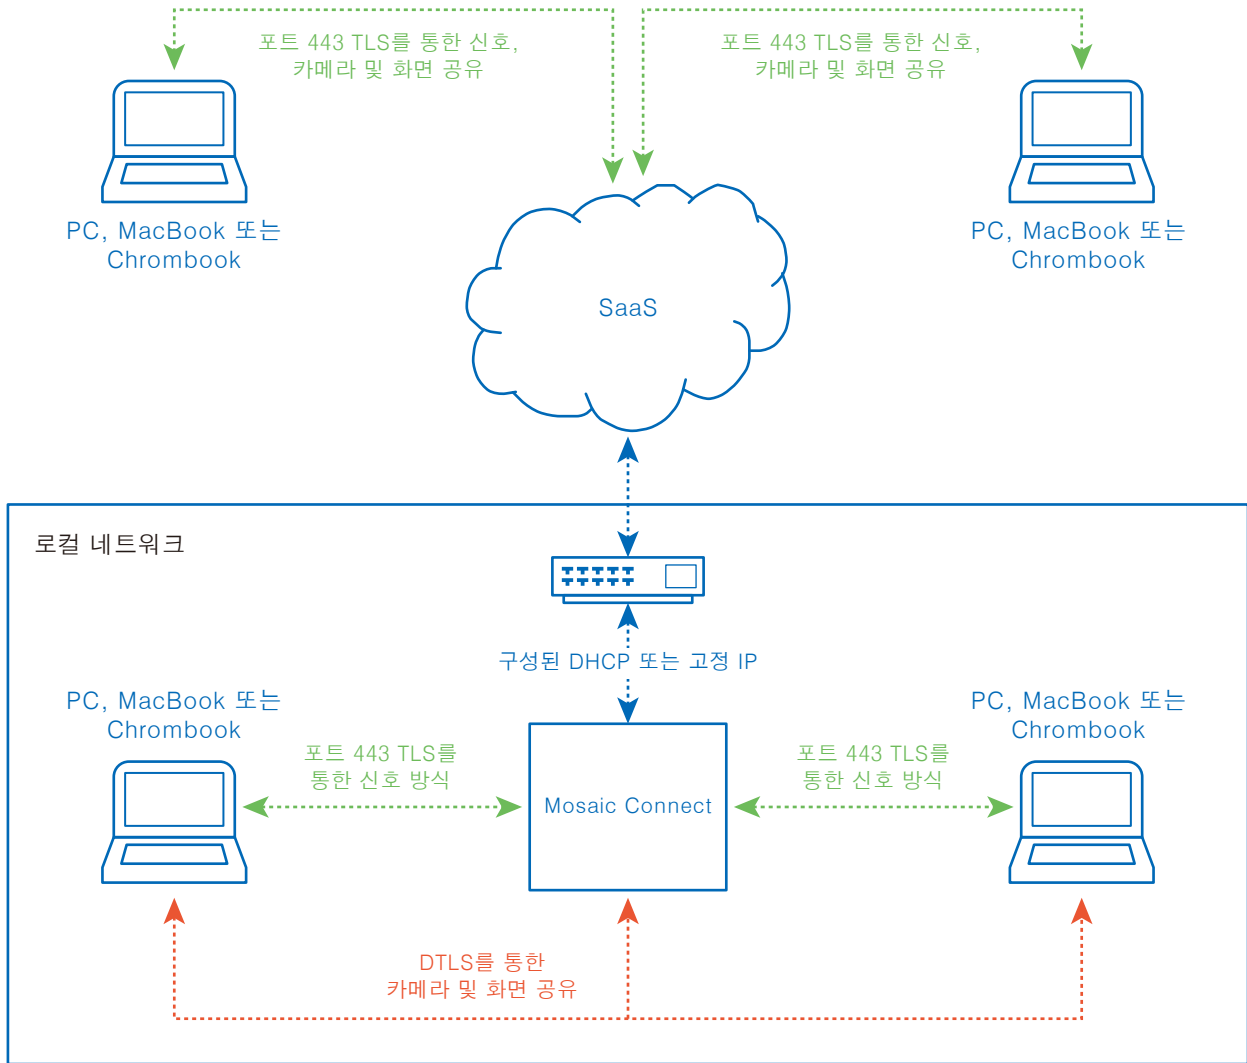 포트 443 TLS를 통한 신호,
카메라 및 화면 공유
포트 443 TLS를 통한 신호,
카메라 및 화면 공유
PC, MacBook 또는
Chrombook
PC, MacBook 또는
Chrombook
SaaS
로컬 네트워크
구성된 DHCP 또는 고정 IP
PC, MacBook 또는
Chrombook
PC, MacBook 또는
Chrombook
포트 443 TLS를
통한 신호 방식
포트 443 TLS를
통한 신호 방식
Mosaic Connect
DTLS를 통한
카메라 및 화면 공유